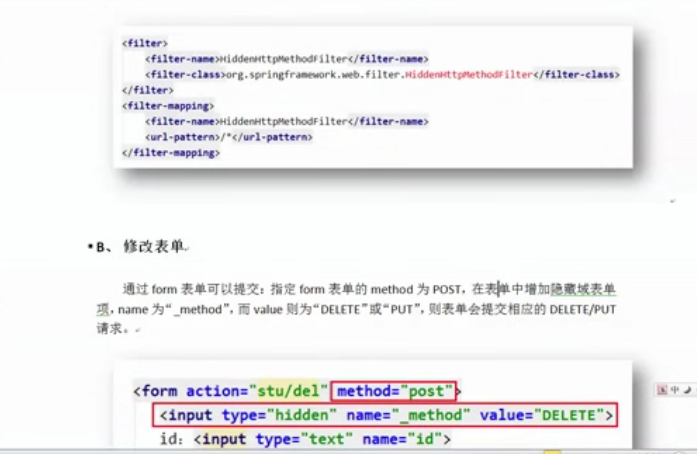 <filter>
<filter-name>HiddenHttpMethodFilter</filter-name>
<filter-class>org.springframework.web.filter.HiddenHttpMethodFilter</filter-class>
</filter>
<filter-mapping>
<filter-name>HiddenHttpMethodFilter</filter-name>
<url-pattern>/*</url-pattern>
</filter-mapping>
▪B、 修改表单
通过 form 表单可以提交：指定 form 表单的 method 为 POST，在表单中增加隐藏域表单
项，name 为“_method”，而 value 则为“DELETE”或“PUT”，则表单会提交相应的 DELETE/PUT
请求。
<form action="stu/del" method="post">
<input type="hidden" name="_method" value="DELETE">
id: <input type="text" name="id">
中